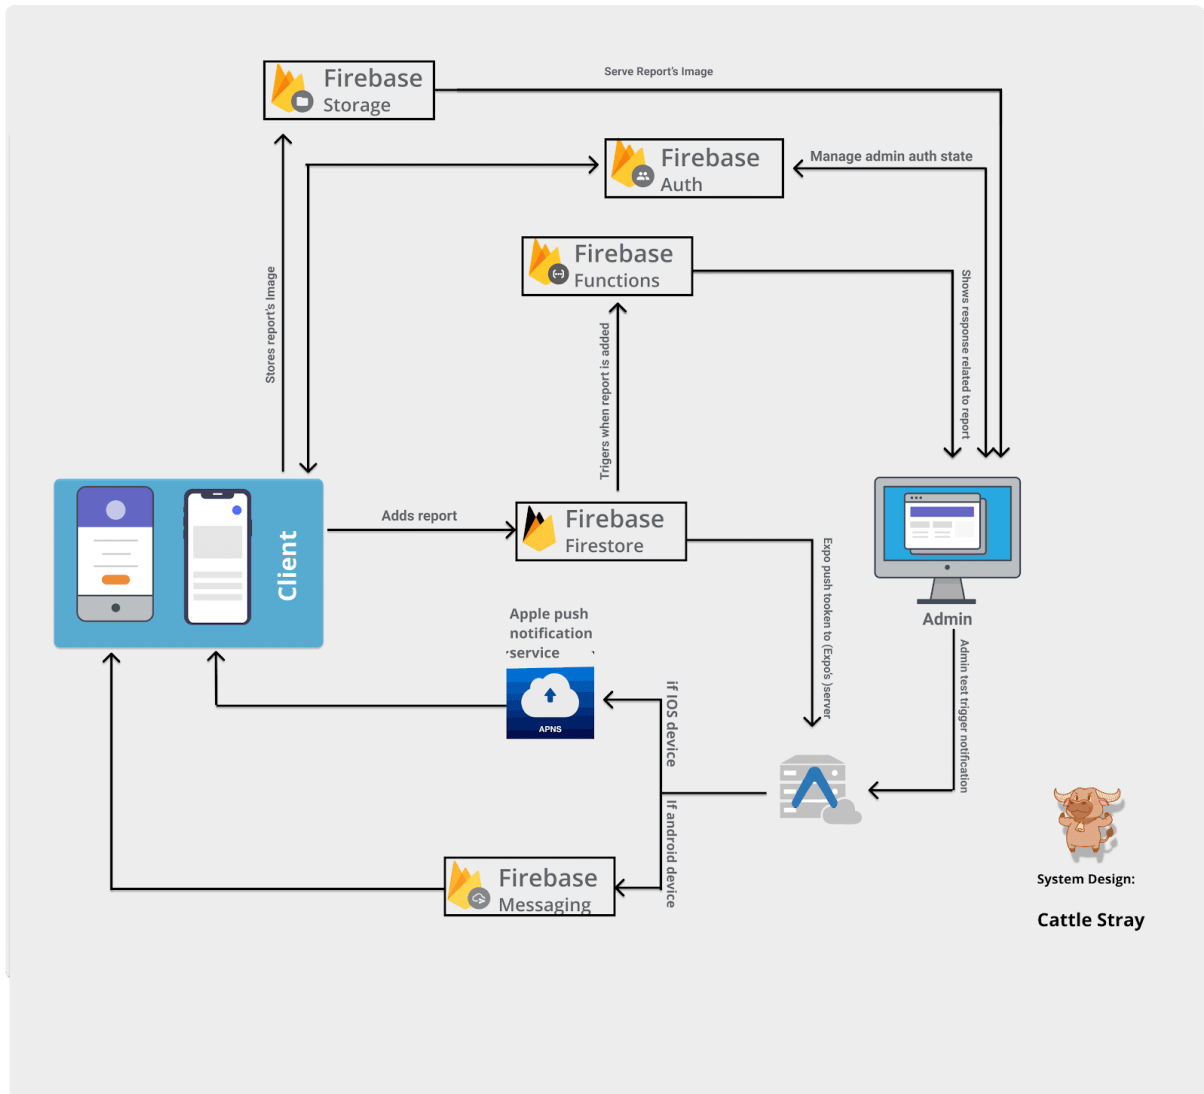 Serve Report's Image
Firebase
Storage
Firebase
Auth
Manage admin auth state
Firebase
Functions
Stores report's Image
Trigers when report is added
Shows response related to report
Client
Adds report
Firebase
Firestore
Expo push tooken to (Expo's )server
Admin
Admin test trigger notification
Apple push
notification
service
APNS
if IOS device
If android device
Firebase
Messaging
System Design:
Cattle Stray